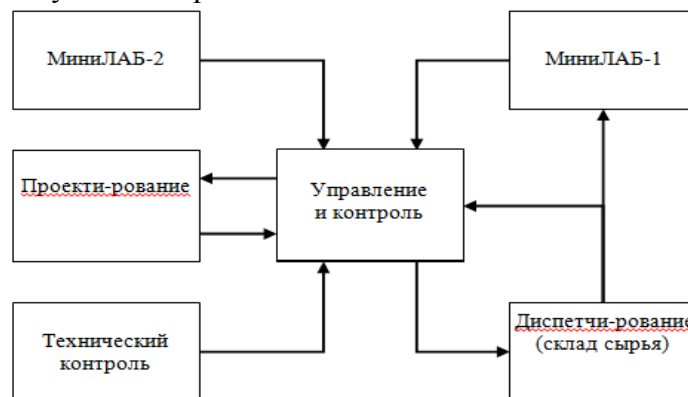 МиниЛАБ-2
МиниЛАБ-1
Проекти-рование
Управление
и контроль
Технический
контроль
Диспетчи-рование
(склад сырья)